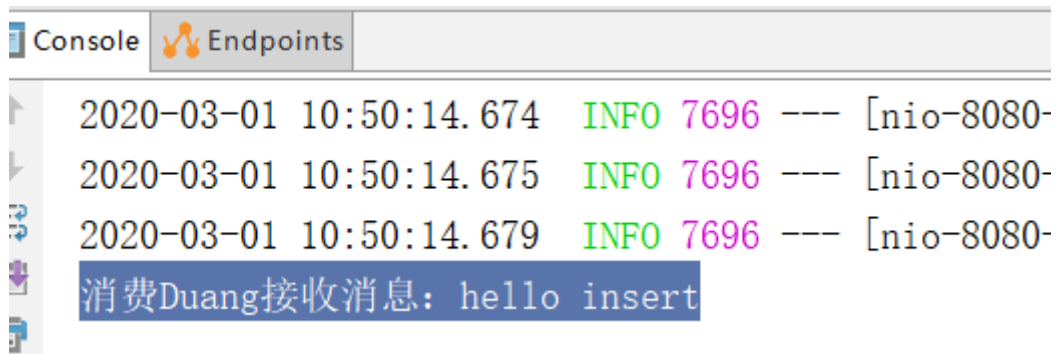 Console Endpoints
2020-03-01 10:50:14.674 INFO 7696 --- [nio-8080-
2020-03-01 10:50:14.675 INFO 7696 --- [nio-8080-
2020-03-01 10:50:14.679 INFO 7696 --- [nio-8080-
消费Duang接收消息：hello insert